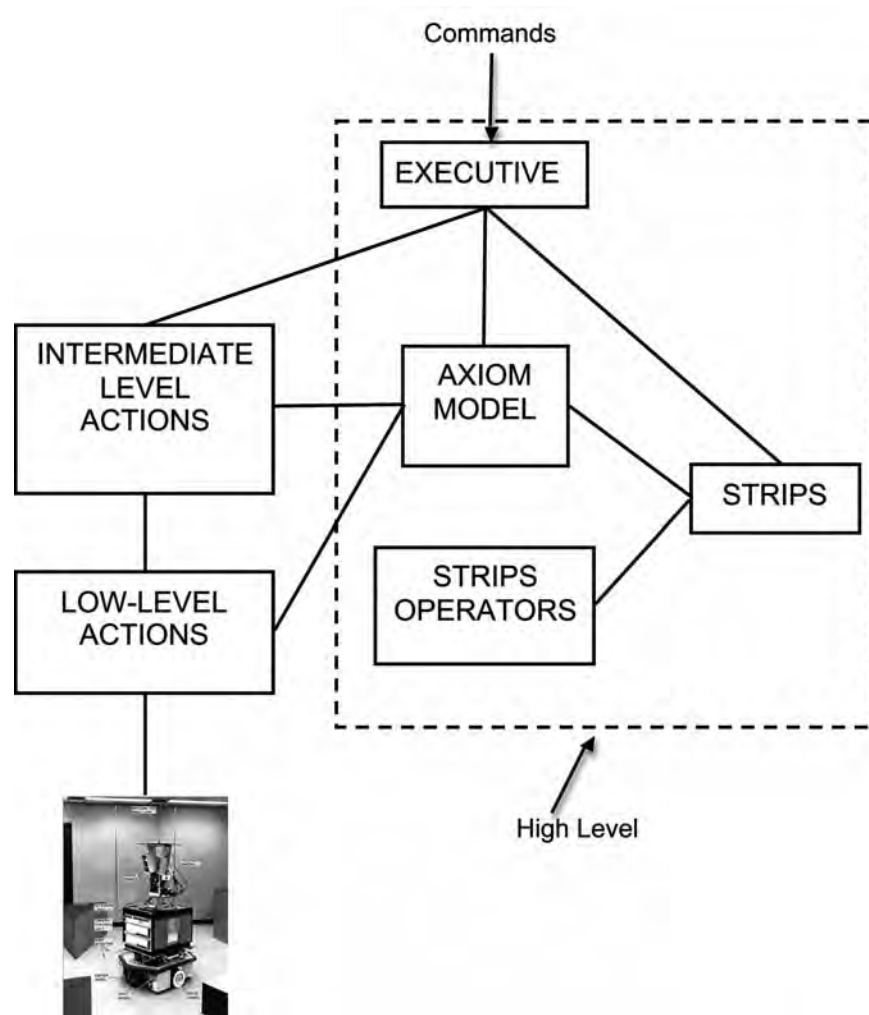 Commands
EXECUTIVE
INTERMEDIATE
LEVEL
ACTIONS
AXIOM
MODEL
STRIPS
LOW-LEVEL
ACTIONS
STRIPS
OPERATORS
High Level